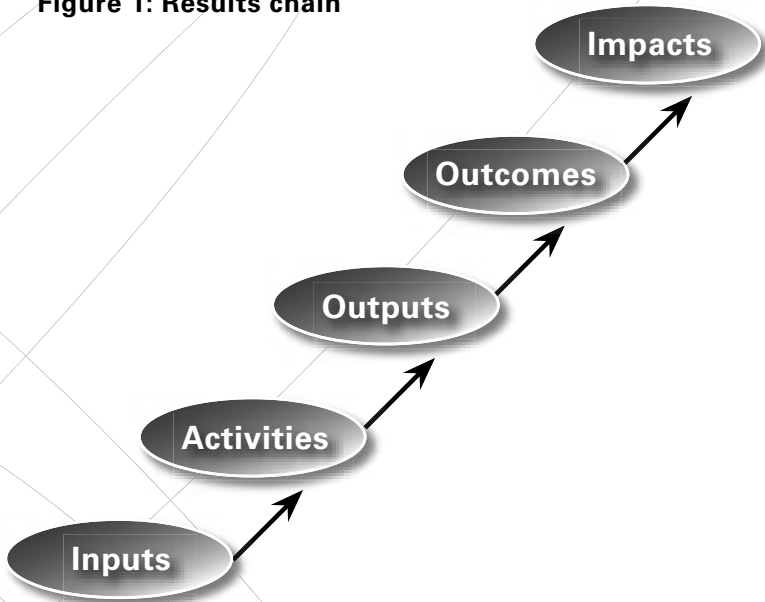 Figure 1: Results chain
Impacts
Outcomes
Outputs
Activities
Inputs